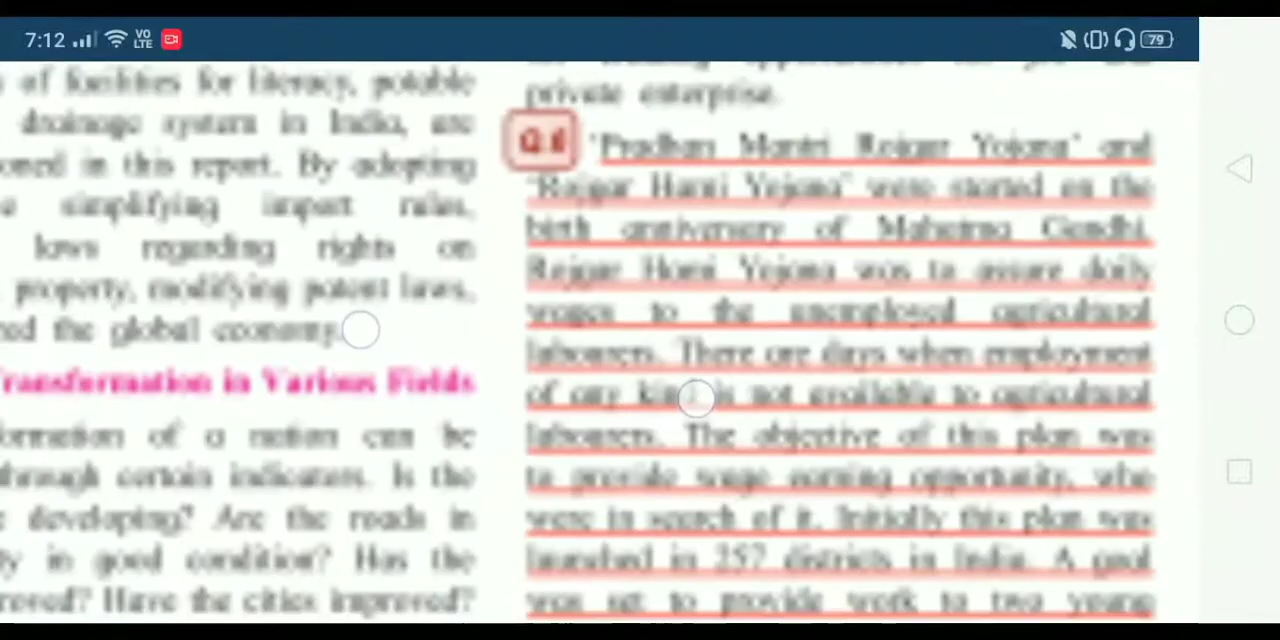 7:12
VO
LTE
79
of facilities for literacy, potable
drainage system in India, are
oned in this report. By adopting
simplifying import rules,
laws regarding rights on
property, modifying patent laws,
red the global economy.
Transformation in Various Fields
ormation of a nation can be
through certain indicators. Is the
developing? Are the roads in
ty in good condition? Has the
roved? Have the cities improved?
private enterprise.
Q.6
'Pradhan Mantri Rojgar Yojana' and
'Rojgar Hami Yojana' were started on the
birth anniversary of Mahatma Gandhi.
Rojgar Hami Yojana was to assure daily
wages to the unemployed agricultural
labourers. There are days when employment
of any kind is not available to agricultural
labourers. The objective of this plan was
to provide wage earning opportunity, who
were in search of it. Initially this plan was
launched in 257 districts in India. A goal
was set to provide work to two young